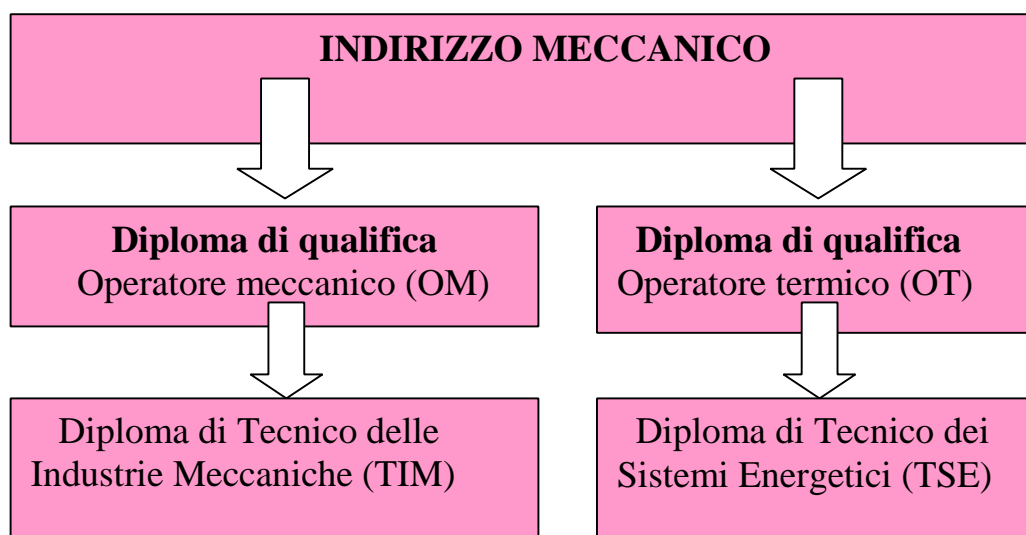 INDIRIZZO MECCANICO
Diploma di qualifica
Operatore meccanico (OM)
Diploma di qualifica
Operatore termico (OT)
Diploma di Tecnico delle
Industrie Meccaniche (TIM)
Diploma di Tecnico dei
Sistemi Energetici (TSE)